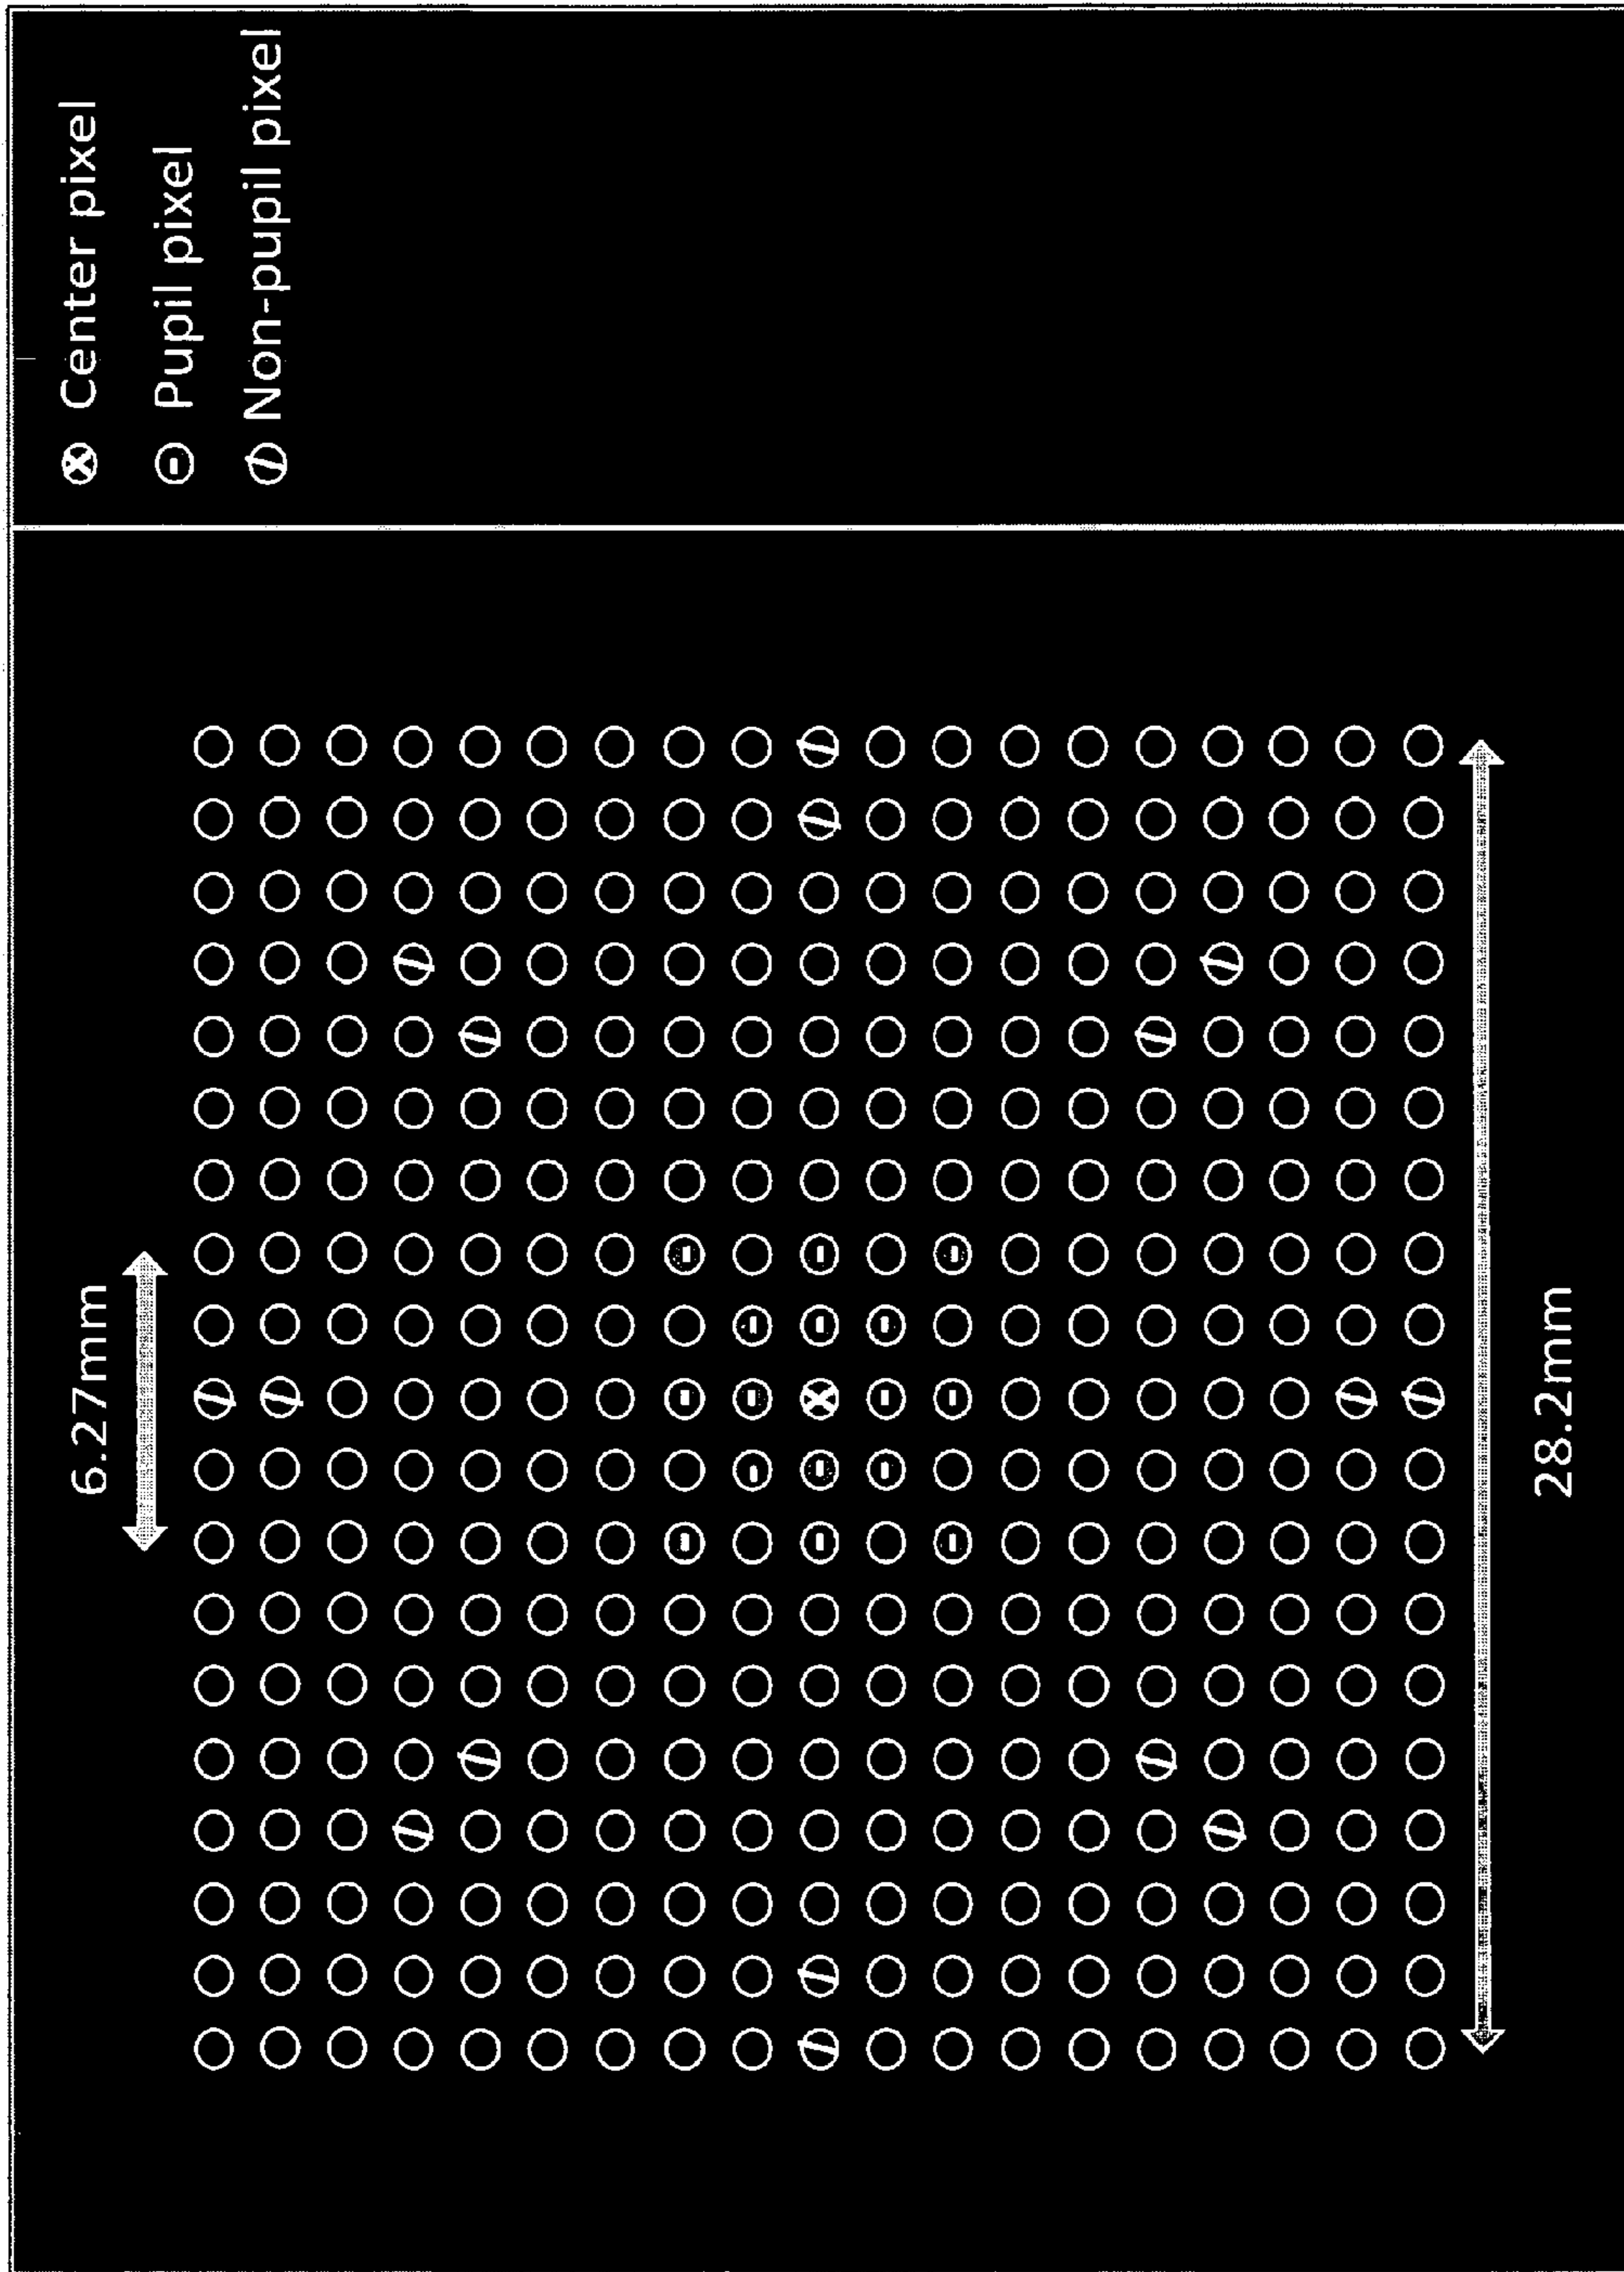 Center pixel
Pupil pixel
Non-pupil pixel
6.27mm
28.2mm